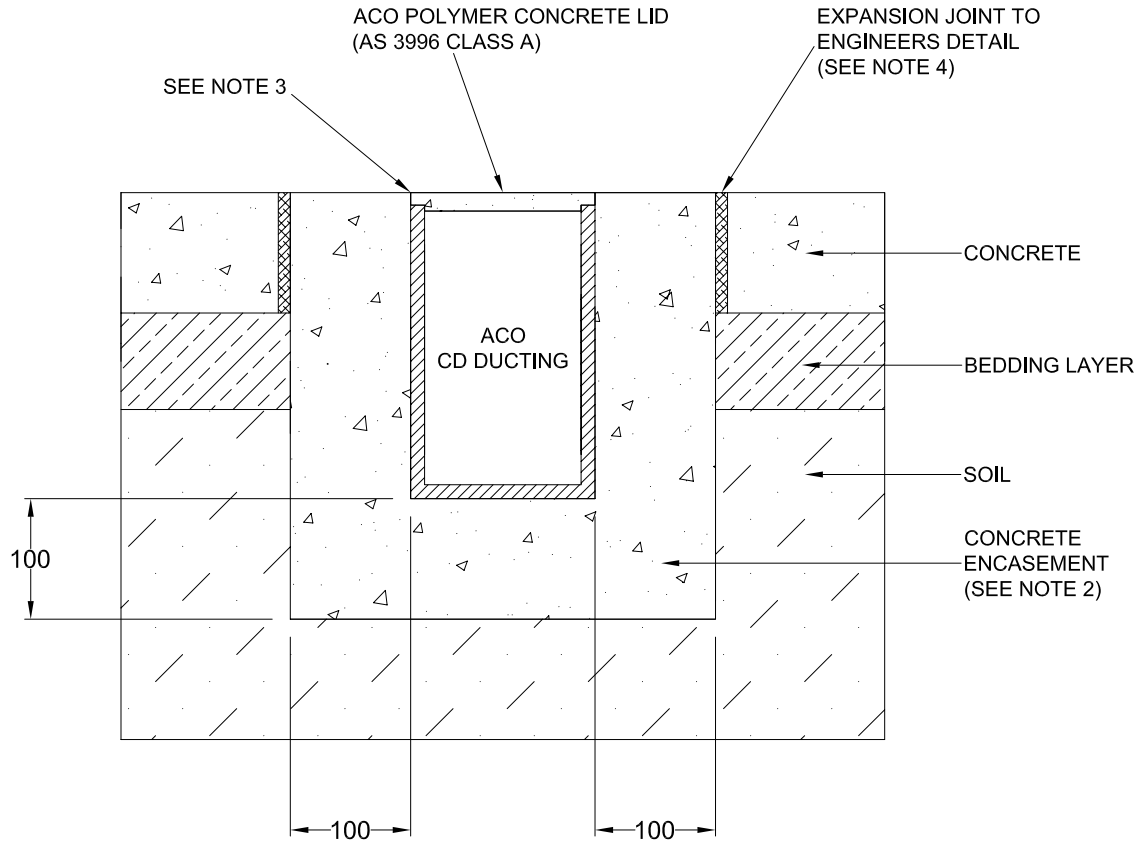 ACO POLYMER CONCRETE LID
(AS 3996 CLASS A)
EXPANSION JOINT TO
ENGINEERS DETAIL
(SEE NOTE 4)
SEE NOTE 3
CONCRETE
ACO
CD DUCTING
BEDDING LAYER
SOIL
CONCRETE
ENCASEMENT
(SEE NOTE 2)
100
100
100